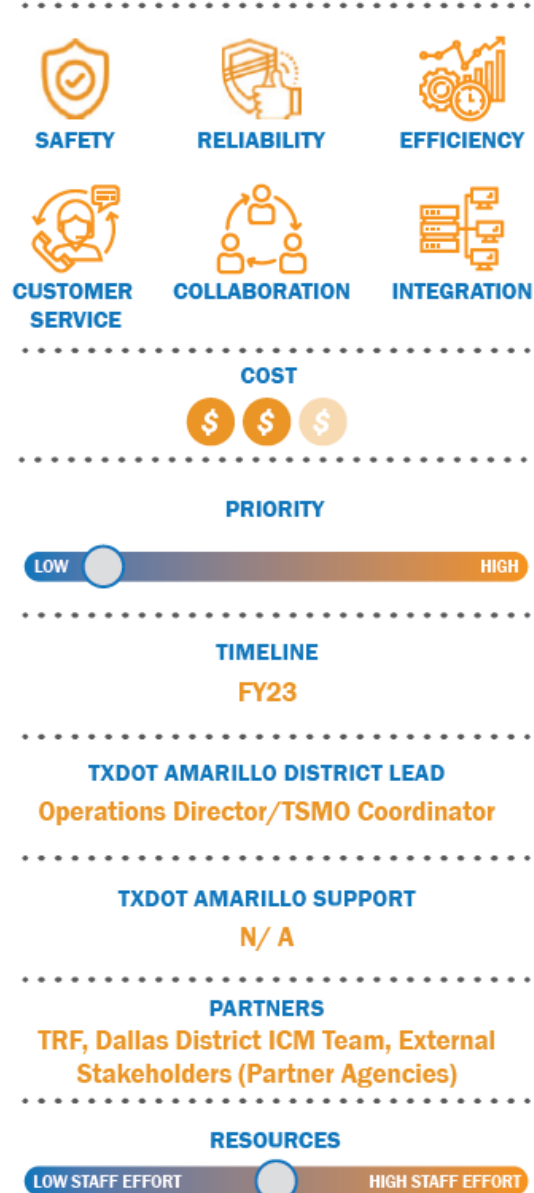 SAFETY RELIABILITY EFFICIENCY
CUSTOMER SERVICE COLLABORATION INTEGRATION
COST
$ $ $
PRIORITY
LOW HIGH
TIMELINE
FY23
TXDOT AMARILLO DISTRICT LEAD
Operations Director/TSMO Coordinator
TXDOT AMARILLO SUPPORT
N/ A
PARTNERS
TRF, Dallas District ICM Team, External
Stakeholders (Partner Agencies)
RESOURCES
LOW STAFF EFFORT HIGH STAFF EFFORT